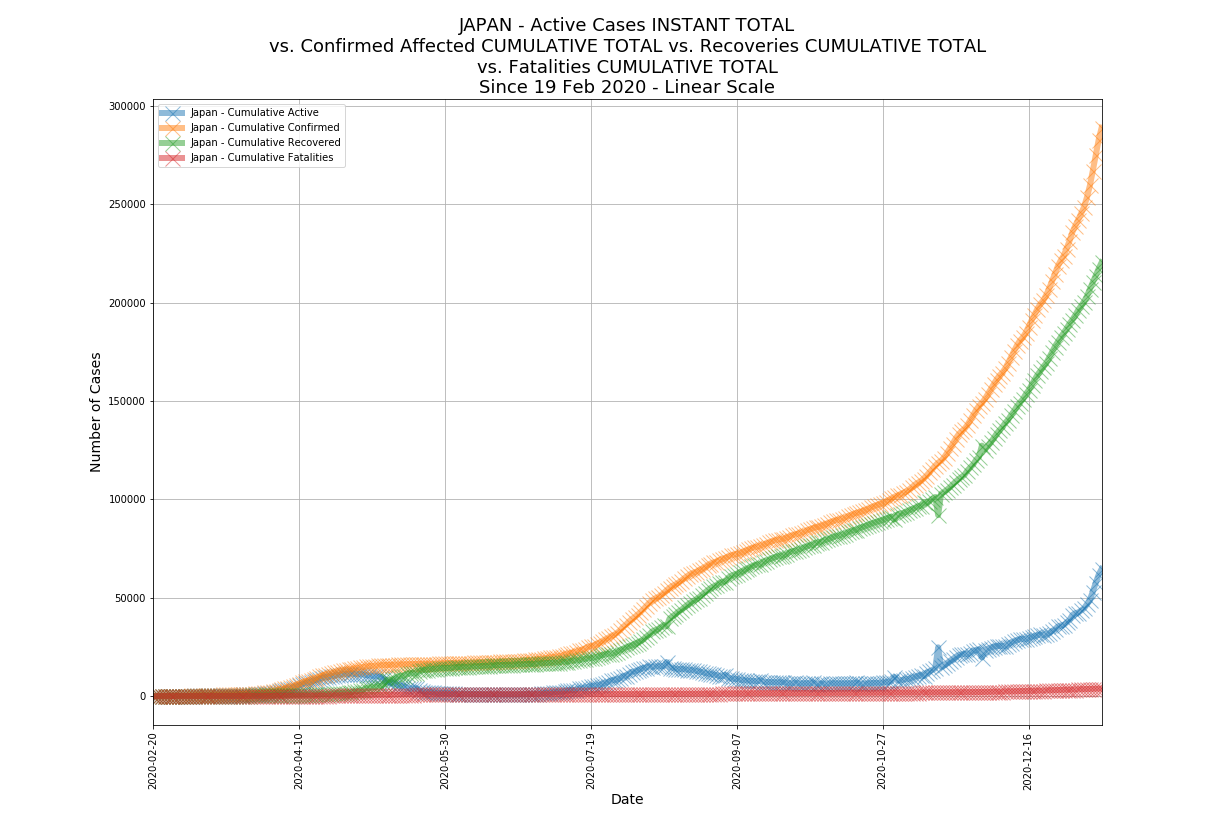 JAPAN - Active Cases INSTANT TOTAL
vs. Confirmed Affected CUMULATIVE TOTAL vs. Recoveries CUMULATIVE TOTAL
vs. Fatalities CUMULATIVE TOTAL
Since 19 Feb 2020 - Linear Scale
Japan - Cumulative Active
Japan - Cumulative Confirmed
Japan - Cumulative Recovered
Japan - Cumulative Fatalities
300000
250000
200000
150000
100000
50000
0
Number of Cases
2020-02-20
2020-04-10
2020-05-30
2020-07-19
2020-09-07
2020-10-27
2020-12-16
Date